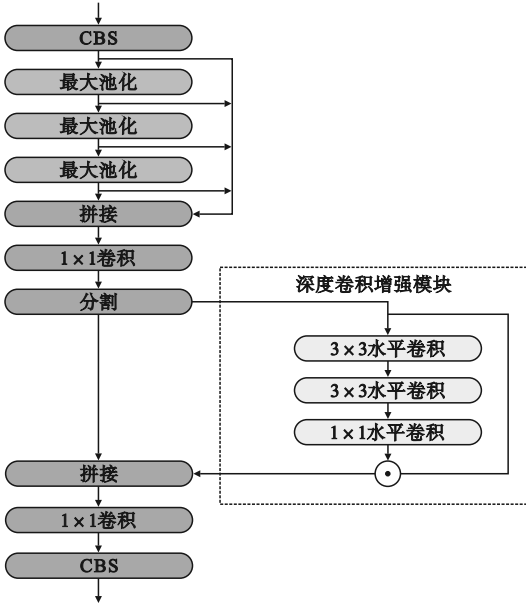 CBS
最大池化
最大池化
最大池化
拼接
1×1卷积
分割
深度卷积增强模块
3×3水平卷积
3×3水平卷积
1×1水平卷积
拼接
1×1卷积
CBS